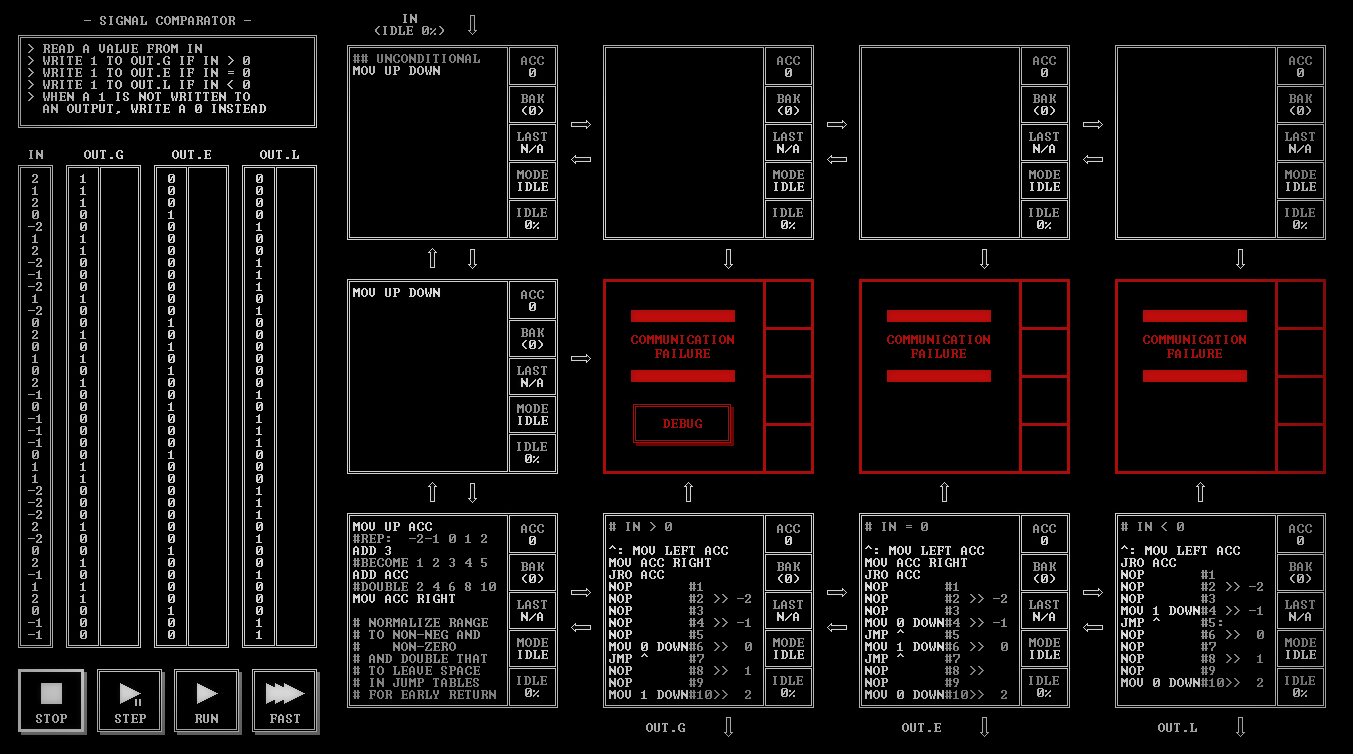 - SIGNAL COMPARATOR -
> READ A VALUE FROM IN
> WRITE 1 TO OUT.G IF IN > 0
> WRITE 1 TO OUT.E IF IN = 0
> WRITE 1 TO OUT.L IF IN < 0
> WHEN A 1 IS NOT WRITTEN TO
AN OUTPUT, WRITE A 0 INSTEAD
IN OUT.G OUT.E OUT.L
2 1 0 0
1 1 0 0
2 1 0 0
0 0 1 0
-2 0 0 1
1 1 0 0
2 1 0 0
-2 0 0 1
-1 0 0 1
-2 0 0 1
1 1 0 0
-2 0 0 1
0 0 1 0
2 1 0 0
0 0 1 0
1 1 0 0
0 0 1 0
2 1 0 0
-1 0 0 1
0 0 1 0
-1 0 0 1
-1 0 0 1
-1 0 0 1
0 0 1 0
1 1 0 0
1 1 0 0
-2 0 0 1
-2 0 0 1
-2 0 0 1
2 1 0 0
-2 0 0 1
0 0 1 0
2 1 0 0
-1 0 0 1
1 1 0 0
2 1 0 0
0 0 1 0
-1 0 0 1
-1 0 0 1
STOP
STEP
RUN
FAST
IN
(IDLE 0%)
## UNCONDITIONAL
MOV UP DOWN
ACC
0
BAK
(0)
LAST
N/A
MODE
IDLE
IDLE
0%
ACC
0
BAK
(0)
LAST
N/A
MODE
IDLE
IDLE
0%
ACC
0
BAK
(0)
LAST
N/A
MODE
IDLE
IDLE
0%
ACC
0
BAK
(0)
LAST
N/A
MODE
IDLE
IDLE
0%
MOV UP DOWN
ACC
0
BAK
(0)
LAST
N/A
MODE
IDLE
IDLE
0%
COMMUNICATION
FAILURE
DEBUG
COMMUNICATION
FAILURE
COMMUNICATION
FAILURE
MOV UP ACC
#REP:  -2-1 0 1 2
ADD 3
#BECOME 1 2 3 4 5
ADD ACC
#DOUBLE 2 4 6 8 10
MOV ACC RIGHT
# NORMALIZE RANGE
# TO NON-NEG AND
#    NON-ZERO
# AND DOUBLE THAT
# TO LEAVE SPACE
# IN JUMP TABLES
# FOR EARLY RETURN
ACC
0
BAK
(0)
LAST
N/A
MODE
IDLE
IDLE
0%
# IN > 0
^: MOV LEFT ACC
MOV ACC RIGHT
JRO ACC
NOP       #1
NOP       #2 >> -2
NOP       #3
NOP       #4 >> -1
NOP       #5
MOV 0 DOWN#6 >>  0
JMP ^     #7
NOP       #8 >>  1
NOP       #9
MOV 1 DOWN#10>>  2
ACC
0
BAK
(0)
LAST
N/A
MODE
IDLE
IDLE
0%
# IN = 0
^: MOV LEFT ACC
MOV ACC RIGHT
JRO ACC
NOP       #1
NOP       #2 >> -2
NOP       #3
MOV 0 DOWN#4 >> -1
JMP ^     #5
MOV 1 DOWN#6 >>  0
JMP ^     #7
NOP       #8 >>
NOP       #9
MOV 0 DOWN#10>>  2
ACC
0
BAK
(0)
LAST
N/A
MODE
IDLE
IDLE
0%
# IN < 0
^: MOV LEFT ACC
JRO ACC
NOP       #1
NOP       #2 >> -2
NOP       #3
MOV 1 DOWN#4 >> -1
JMP ^     #5:
NOP       #6 >>  0
NOP       #7
NOP       #8 >>  1
NOP       #9
MOV 0 DOWN#10>>  2
ACC
0
BAK
(0)
LAST
N/A
MODE
IDLE
IDLE
0%
OUT.G
OUT.E
OUT.L